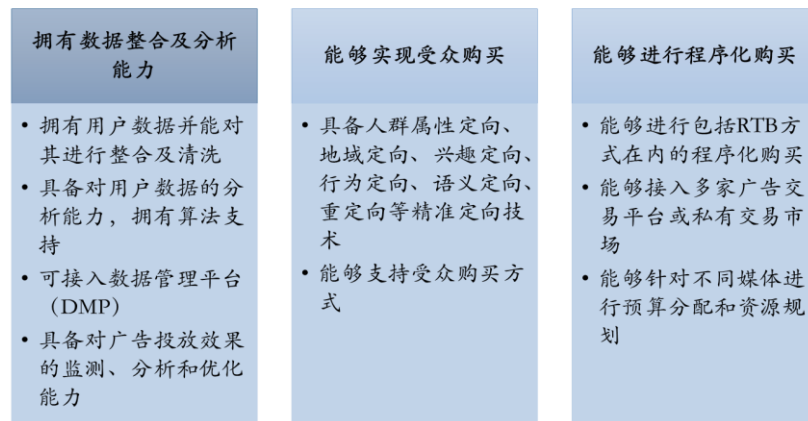 拥有数据整合及分析
能力
• 拥有用户数据并能对
其进行整合及清洗
• 具备对用户数据的分
析能力，拥有算法支
持
• 可接入数据管理平台
（DMP）
• 具备对广告投放效果
的监测、分析和优化
能力
能够实现受众购买
• 具备人群属性定向、
地域定向、兴趣定向、
行为定向、语义定向、
重定向等精准定向技
术
• 能够支持受众购买方
式
能够进行程序化购买
• 能够进行包括RTB方
式在内的程序化购买
• 能够接入多家广告交
易平台或私有交易市
场
• 能够针对不同媒体进
行预算分配和资源规
划